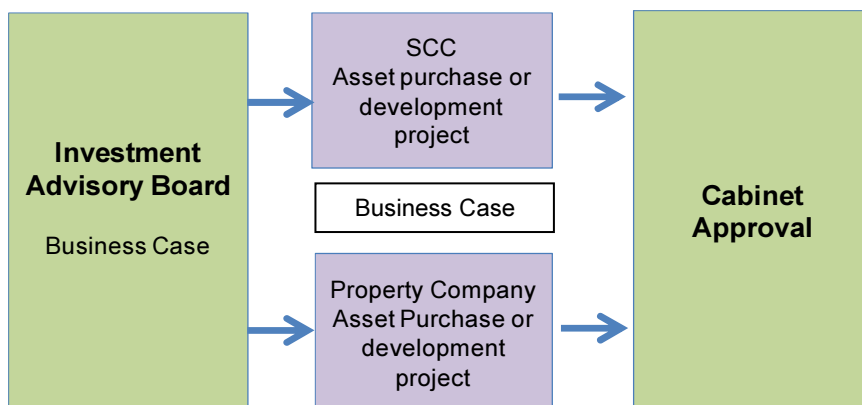 Investment
Advisory Board
Business Case
SCC
Asset purchase or
development
project
Business Case
Property Company
Asset Purchase or
development
project
Cabinet
Approval